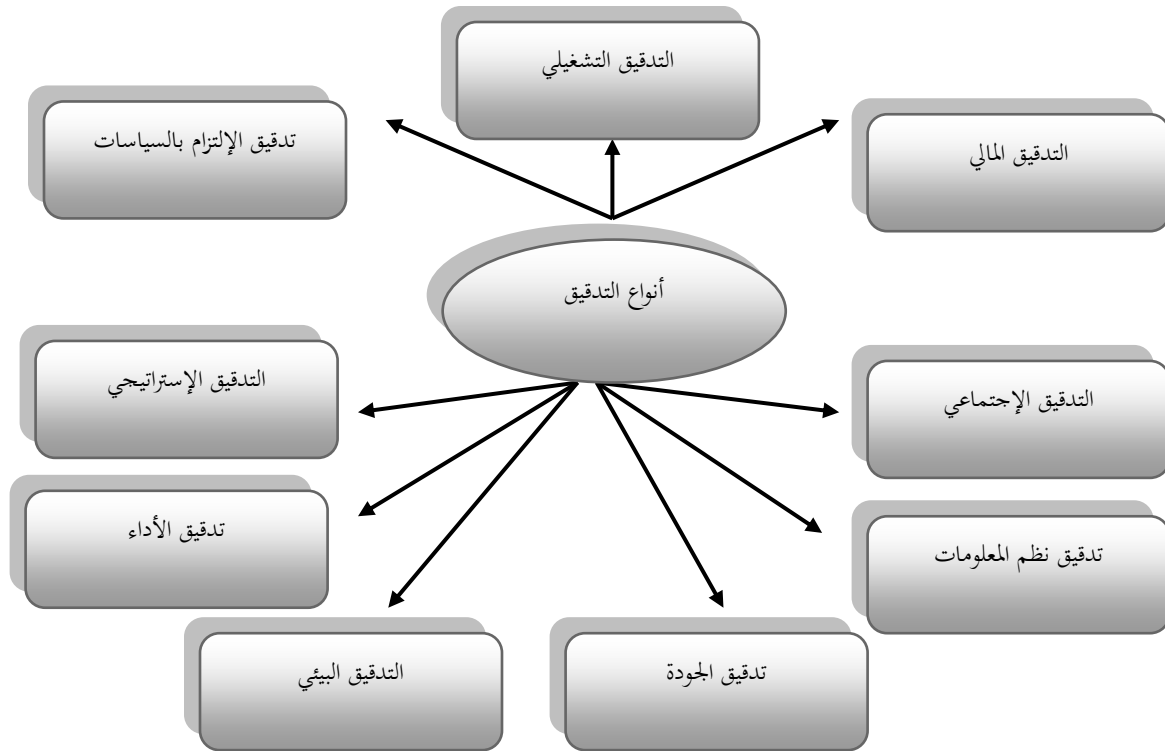 التدقيق التشغيلي
التدقيق المالي
تدقيق الإلتزام بالسياسات
أنواع التدقيق
التدقيق الإجتماعي
التدقيق الإستراتيجي
تدقيق نظم المعلومات
تدقيق الأداء
تدقيق الجودة
التدقيق البيئي